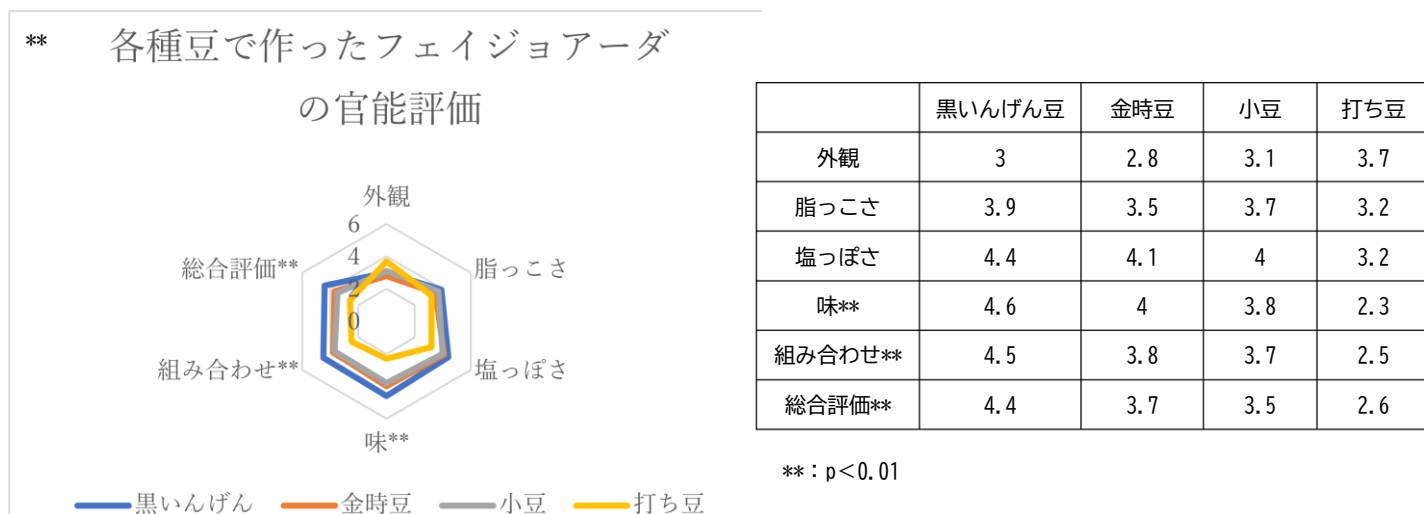 **
各種豆で作ったフェイジョアーダ
の官能評価
外観
6
4
2
0
総合評価**
脂っこさ
組み合わせ**
塩っぽさ
味**
黒いんげん 金時豆 小豆 打ち豆
黒いんげん豆 金時豆 小豆 打ち豆
外観 3 2.8 3.1 3.7
脂っこさ 3.9 3.5 3.7 3.2
塩っぽさ 4.4 4.1 4 3.2
味** 4.6 4 3.8 2.3
組み合わせ** 4.5 3.8 3.7 2.5
総合評価** 4.4 3.7 3.5 2.6
**：p＜0.01